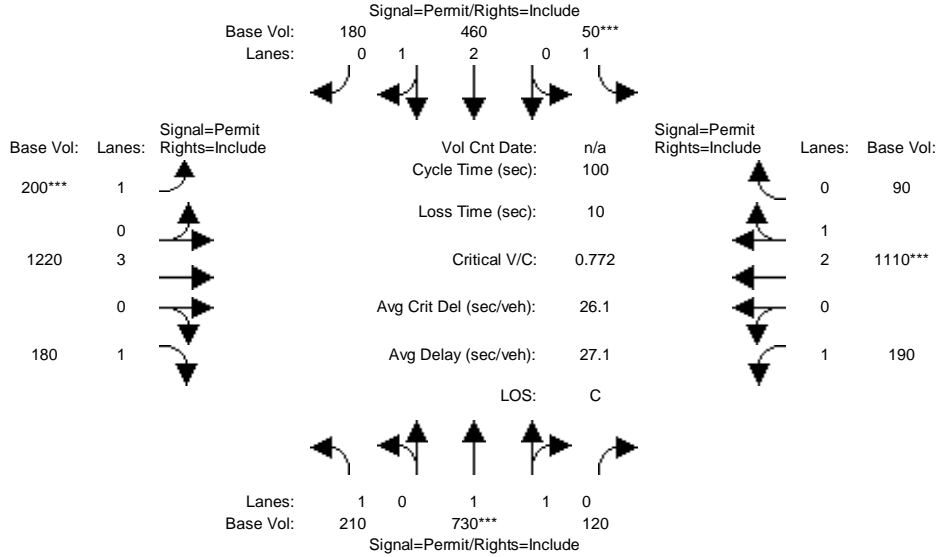 Signal=Permit/Rights=Include
Base Vol: 180 460 50***
Lanes: 0 1 2 0 1
Signal=Permit Signal=Permit
Base Vol: Lanes: Rights=Include Vol Cnt Date: n/a Rights=Include Lanes: Base Vol:
Cycle Time (sec): 100
200*** 1 0 90
Loss Time (sec): 10
0 1
1220 3 Critical V/C: 0.772 2 1110***
0 Avg Crit Del (sec/veh): 26.1 0
180 1 Avg Delay (sec/veh): 27.1 1 190
LOS: C
Lanes: 1 0 1 1 0
Base Vol: 210 730*** 120
Signal=Permit/Rights=Include